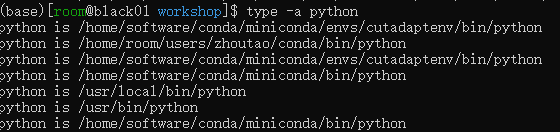 (base)[room@black01 workshop]$ type -a python
python is /home/software/conda/miniconda/envs/cutadaptenv/bin/python
python is /home/room/users/zhoutao/conda/bin/python
python is /home/software/conda/miniconda/envs/cutadaptenv/bin/python
python is /home/software/conda/miniconda/bin/python
python is /usr/local/bin/python
python is /usr/bin/python
python is /home/software/conda/miniconda/bin/python